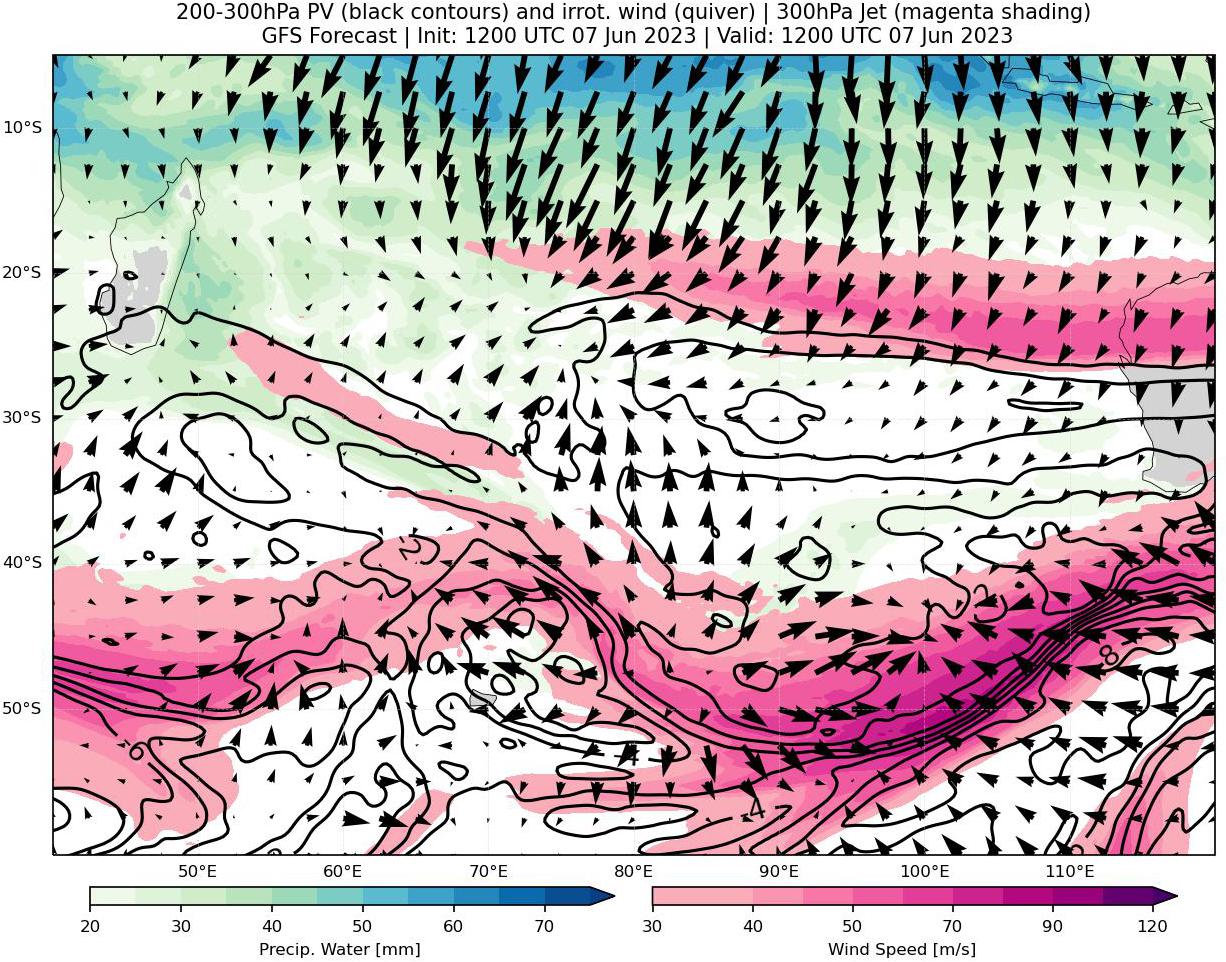 200-300hPa PV (black contours) and irrot. wind (quiver) | 300hPa Jet (magenta shading)
GFS Forecast | Init: 1200 UTC 07 Jun 2023 | Valid: 1200 UTC 07 Jun 2023
10°S
20°S
30°S
2
40°S
2
8
50°S
6
4
4
50°E 60°E 70°E 80°E 90°E 100°E 110°E
20 30 40 50 60 70
30 40 50 70 90 120
Precip. Water [mm]
Wind Speed [m/s]